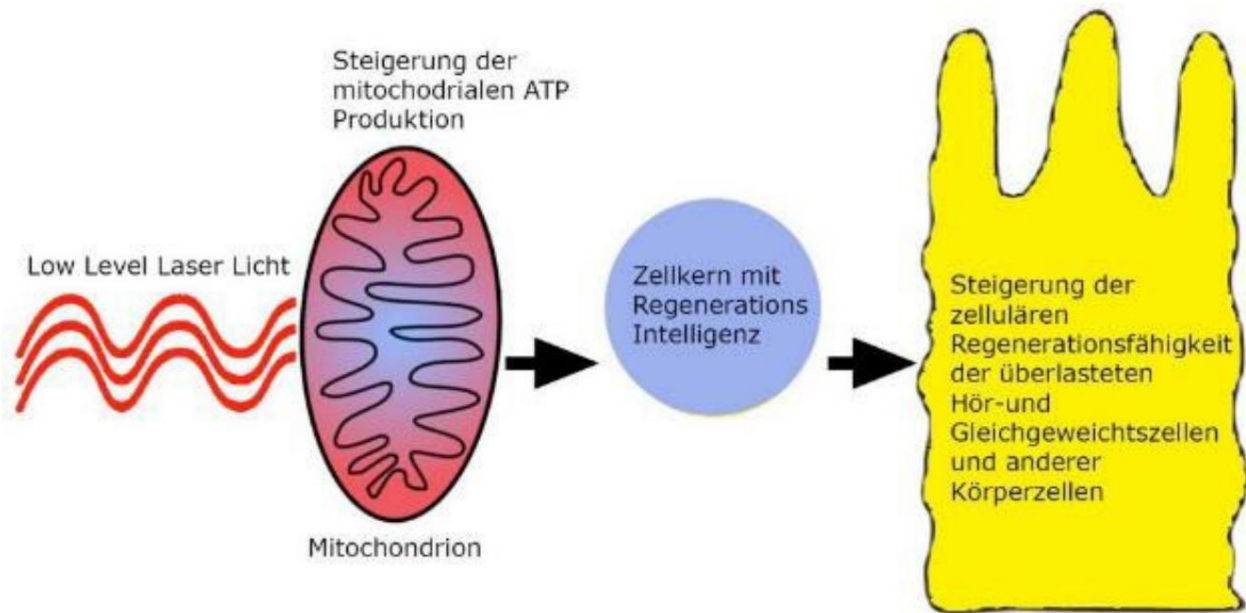 Steigerung der
mitochodrialen ATP
Produktion
Low Level Laser Licht
Mitochondrion
Zellkern mit
Regenerations
Intelligenz
Steigerung der
zellulären
Regenerationsfähigkeit
der überlasteten
Hör-und
Gleichgeweichtszellen
und anderer
Körperzellen